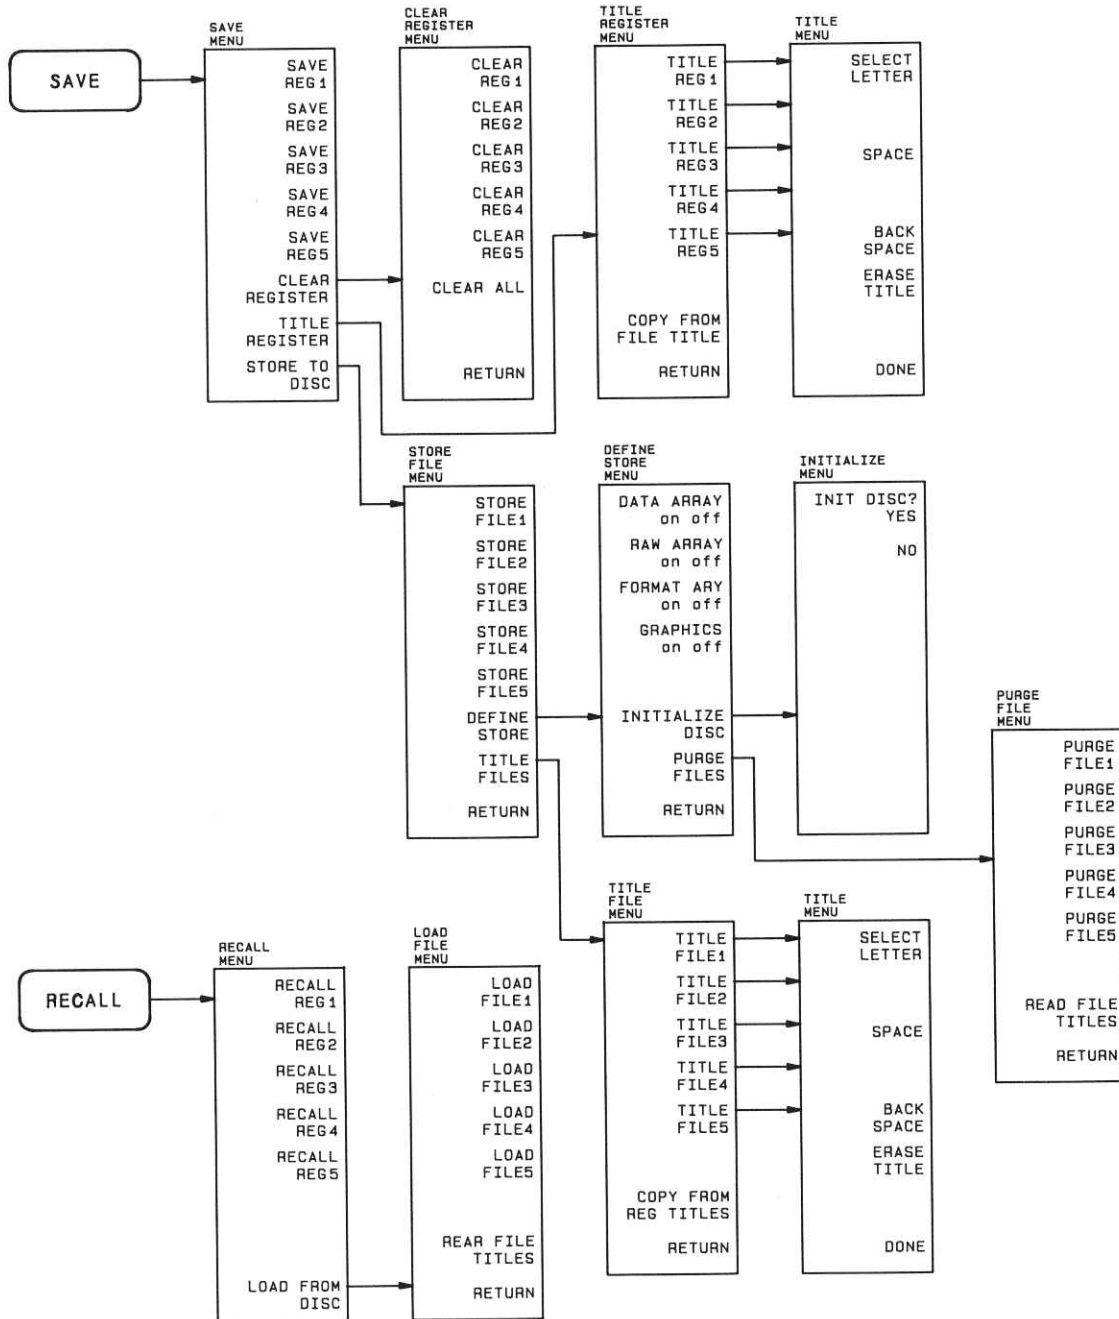 SAVE
SAVE
MENU
SAVE
REG1
SAVE
REG2
SAVE
REG3
SAVE
REG4
SAVE
REG5
CLEAR
REGISTER
TITLE
REGISTER
STORE TO
DISC
CLEAR
REGISTER
MENU
CLEAR
REG1
CLEAR
REG2
CLEAR
REG3
CLEAR
REG4
CLEAR
REG5
CLEAR ALL
RETURN
TITLE
REGISTER
MENU
TITLE
REG1
TITLE
REG2
TITLE
REG3
TITLE
REG4
TITLE
REG5
COPY FROM
FILE TITLE
RETURN
TITLE
MENU
SELECT
LETTER
SPACE
BACK
SPACE
ERASE
TITLE
DONE
STORE
FILE
MENU
STORE
FILE1
STORE
FILE2
STORE
FILE3
STORE
FILE4
STORE
FILE5
DEFINE
STORE
TITLE
FILES
RETURN
DEFINE
STORE
MENU
DATA ARRAY
on off
RAW ARRAY
on off
FORMAT ARY
on off
GRAPHICS
on off
INITIALIZE
DISC
PURGE
FILES
RETURN
INITIALIZE
MENU
INIT DISC?
YES
NO
PURGE
FILE
MENU
PURGE
FILE1
PURGE
FILE2
PURGE
FILE3
PURGE
FILE4
PURGE
FILE5
READ FILE
TITLES
RETURN
RECALL
RECALL
MENU
RECALL
REG1
RECALL
REG2
RECALL
REG3
RECALL
REG4
RECALL
REG5
LOAD FROM
DISC
LOAD
FILE
MENU
LOAD
FILE1
LOAD
FILE2
LOAD
FILE3
LOAD
FILE4
LOAD
FILE5
REAR FILE
TITLES
RETURN
TITLE
FILE
MENU
TITLE
FILE1
TITLE
FILE2
TITLE
FILE3
TITLE
FILE4
TITLE
FILE5
COPY FROM
REG TITLES
RETURN
TITLE
MENU
SELECT
LETTER
SPACE
BACK
SPACE
ERASE
TITLE
DONE